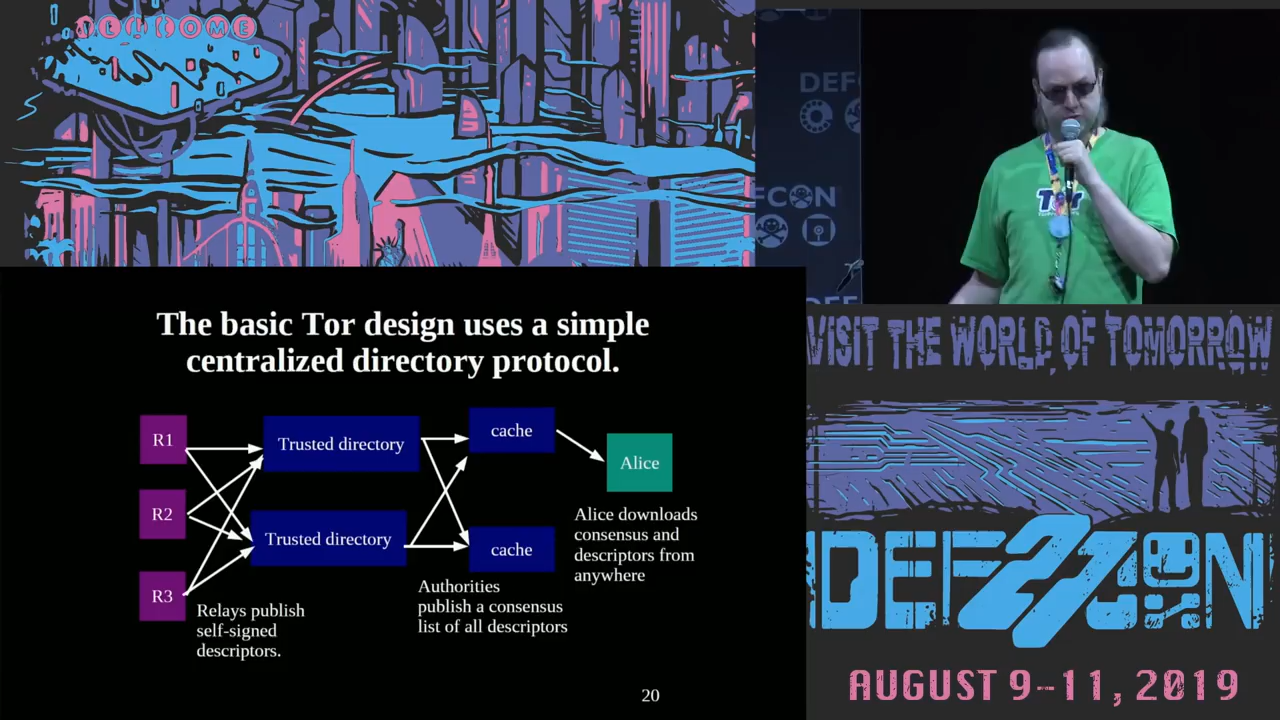 WELCOME
DEFC
FCON
DEF
Tor
The basic Tor design uses a simple
centralized directory protocol.
R1
Trusted directory
cache
Alice
R2
Trusted directory
cache
R3
Relays publish
self-signed
descriptors.
Authorities
publish a consensus
list of all descriptors
Alice downloads
consensus and
descriptors from
anywhere
20
VISIT THE WORLD OF TOMORROW
DEF 27 CON
AUGUST 9-11, 2019